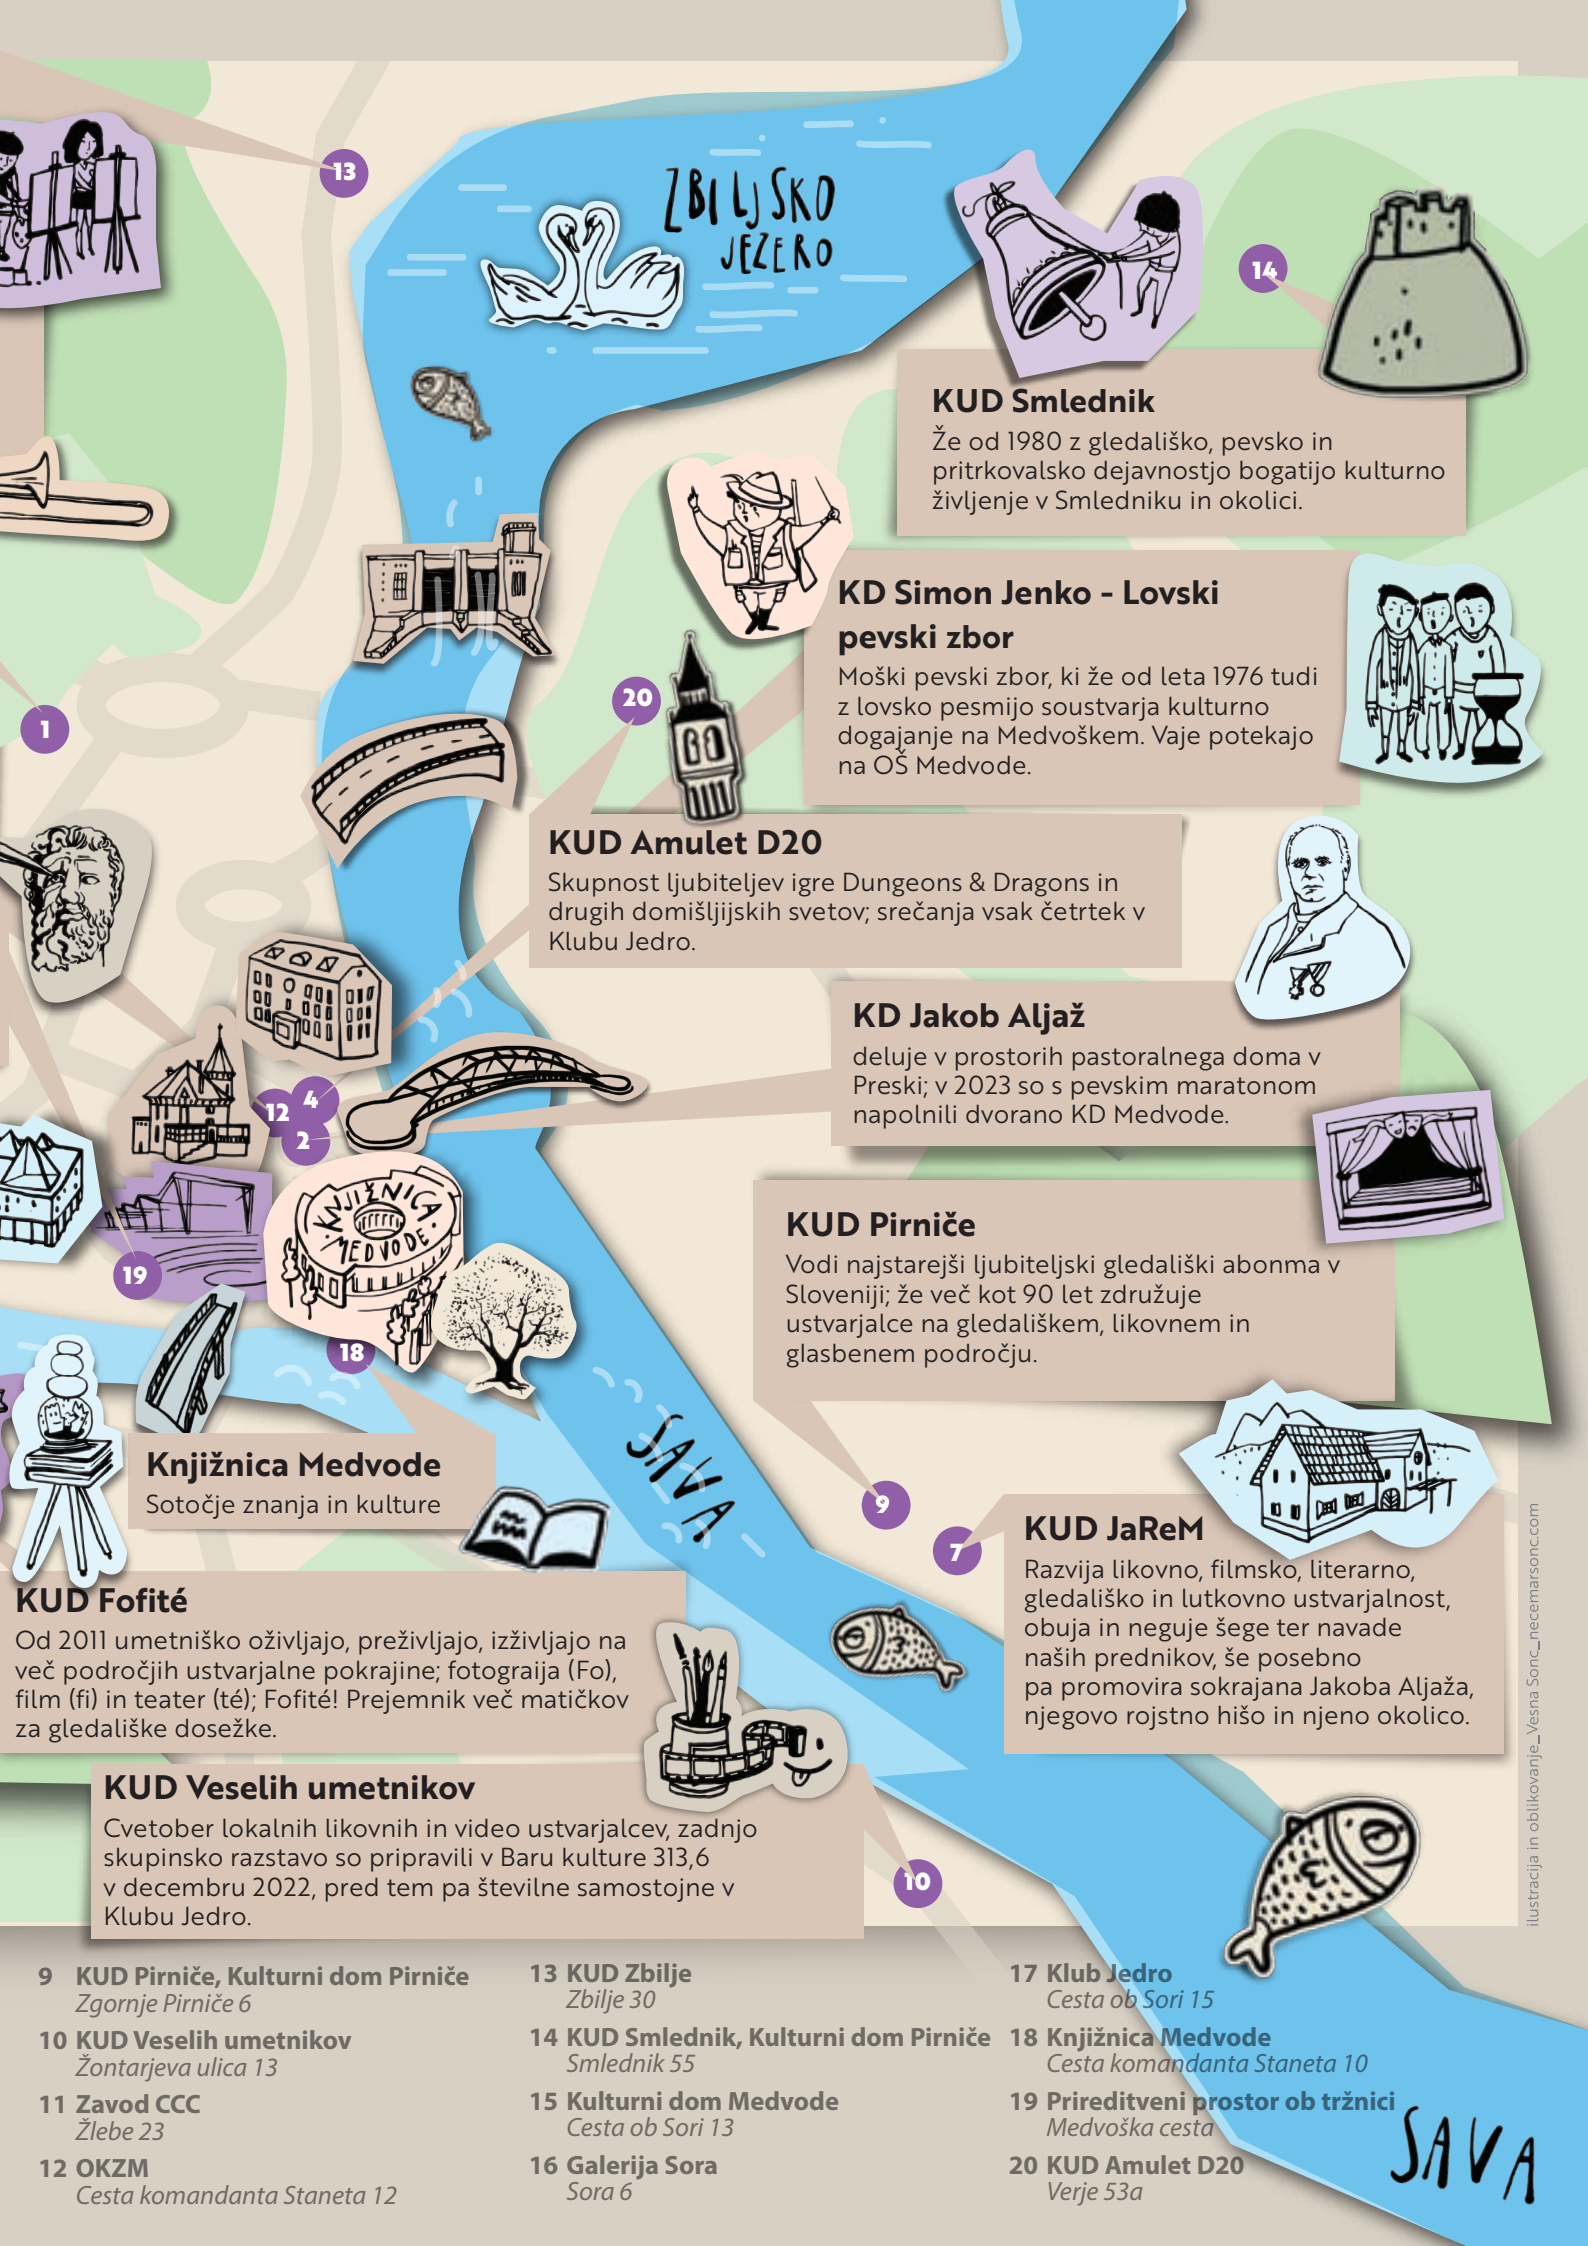 13
ZBILJSKO
JEZERO
14
KUD Smlednik
Že od 1980 z gledališko, pevsko in
pritrkovalsko dejavnostjo bogatijo kulturno
življenje v Smledniku in okolici.
KD Simon Jenko - Lovski
pevski zbor
Moški pevski zbor, ki že od leta 1976 tudi
z lovsko pesmijo soustvarja kulturno
dogajanje na Medvoškem. Vaje potekajo
na OŠ Medvode.
20
1
KUD Amulet D20
Skupnost ljubiteljev igre Dungeons & Dragons in
drugih domišljijskih svetov; srečanja vsak četrtek v
Klubu Jedro.
KD Jakob Aljaž
deluje v prostorih pastoralnega doma v
Preski; v 2023 so s pevskim maratonom
napolnili dvorano KD Medvode.
12
4
2
KNJIŽNICA
MEDVODE
19
18
KUD Pirniče
Vodi najstarejši ljubiteljski gledališki abonma v
Sloveniji; že več kot 90 let združuje
ustvarjalce na gledališkem, likovnem in
glasbenem področju.
SAVA
Knjižnica Medvode
Sotočje znanja in kulture
9
7
KUD JaReM
Razvija likovno, filmsko, literarno,
gledališko in lutkovno ustvarjalnost,
obuja in neguje šege ter navade
naših prednikov, še posebno
pa promovira sokrajana Jakoba Aljaža,
njegovo rojstno hišo in njeno okolico.
KUD Fofité
Od 2011 umetniško oživljajo, preživljajo, izživljajo na
več področjih ustvarjalne pokrajine; fotograija (Fo),
film (fi) in teater (té); Fofité! Prejemnik več matičkov
za gledališke dosežke.
KUD Veselih umetnikov
Cvetober lokalnih likovnih in video ustvarjalcev, zadnjo
skupinsko razstavo so pripravili v Baru kulture 313,6
v decembru 2022, pred tem pa številne samostojne v
Klubu Jedro.
10
ilustracija in oblikovanje_Vesna Sonc_necemarsonc.com
9 KUD Pirniče, Kulturni dom Pirniče
Zgornje Pirniče 6
10 KUD Veselih umetnikov
Žontarjeva ulica 13
11 Zavod CCC
Žlebe 23
12 OKZM
Cesta komandanta Staneta 12
13 KUD Zbilje
Zbilje 30
14 KUD Smlednik, Kulturni dom Pirniče
Smlednik 55
15 Kulturni dom Medvode
Cesta ob Sori 13
16 Galerija Sora
Sora 6
17 Klub Jedro
Cesta ob Sori 15
18 Knjižnica Medvode
Cesta komandanta Staneta 10
19 Prireditveni prostor ob tržnici
Medvoška cesta
20 KUD Amulet D20
Verje 53a
SAVA